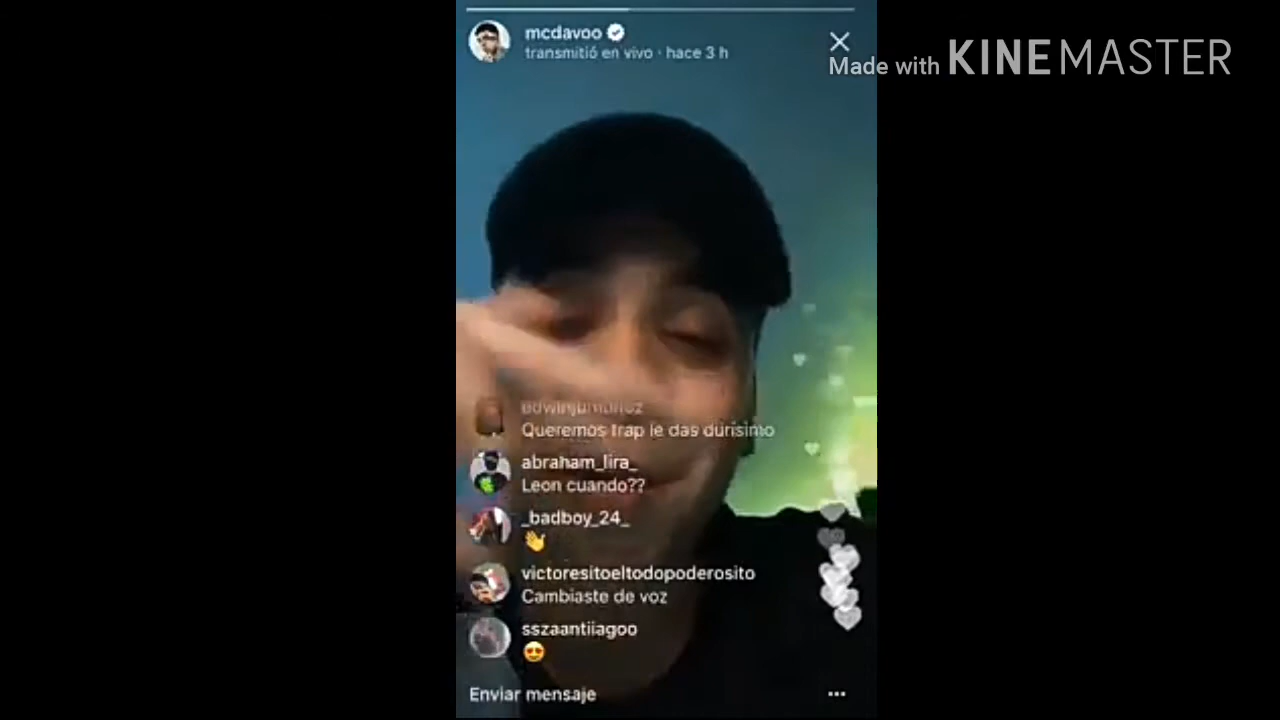 mcdavoo
transmitió en vivo · hace 3 h
Made with KINEMASTER
Queremos trap le das durísimo
abraham_lira_
Leon cuando??
_badboy_24_
👋
victoresitoeltodopoderosito
Cambiaste de voz
sszaantiiagoo
😍
Enviar mensaje